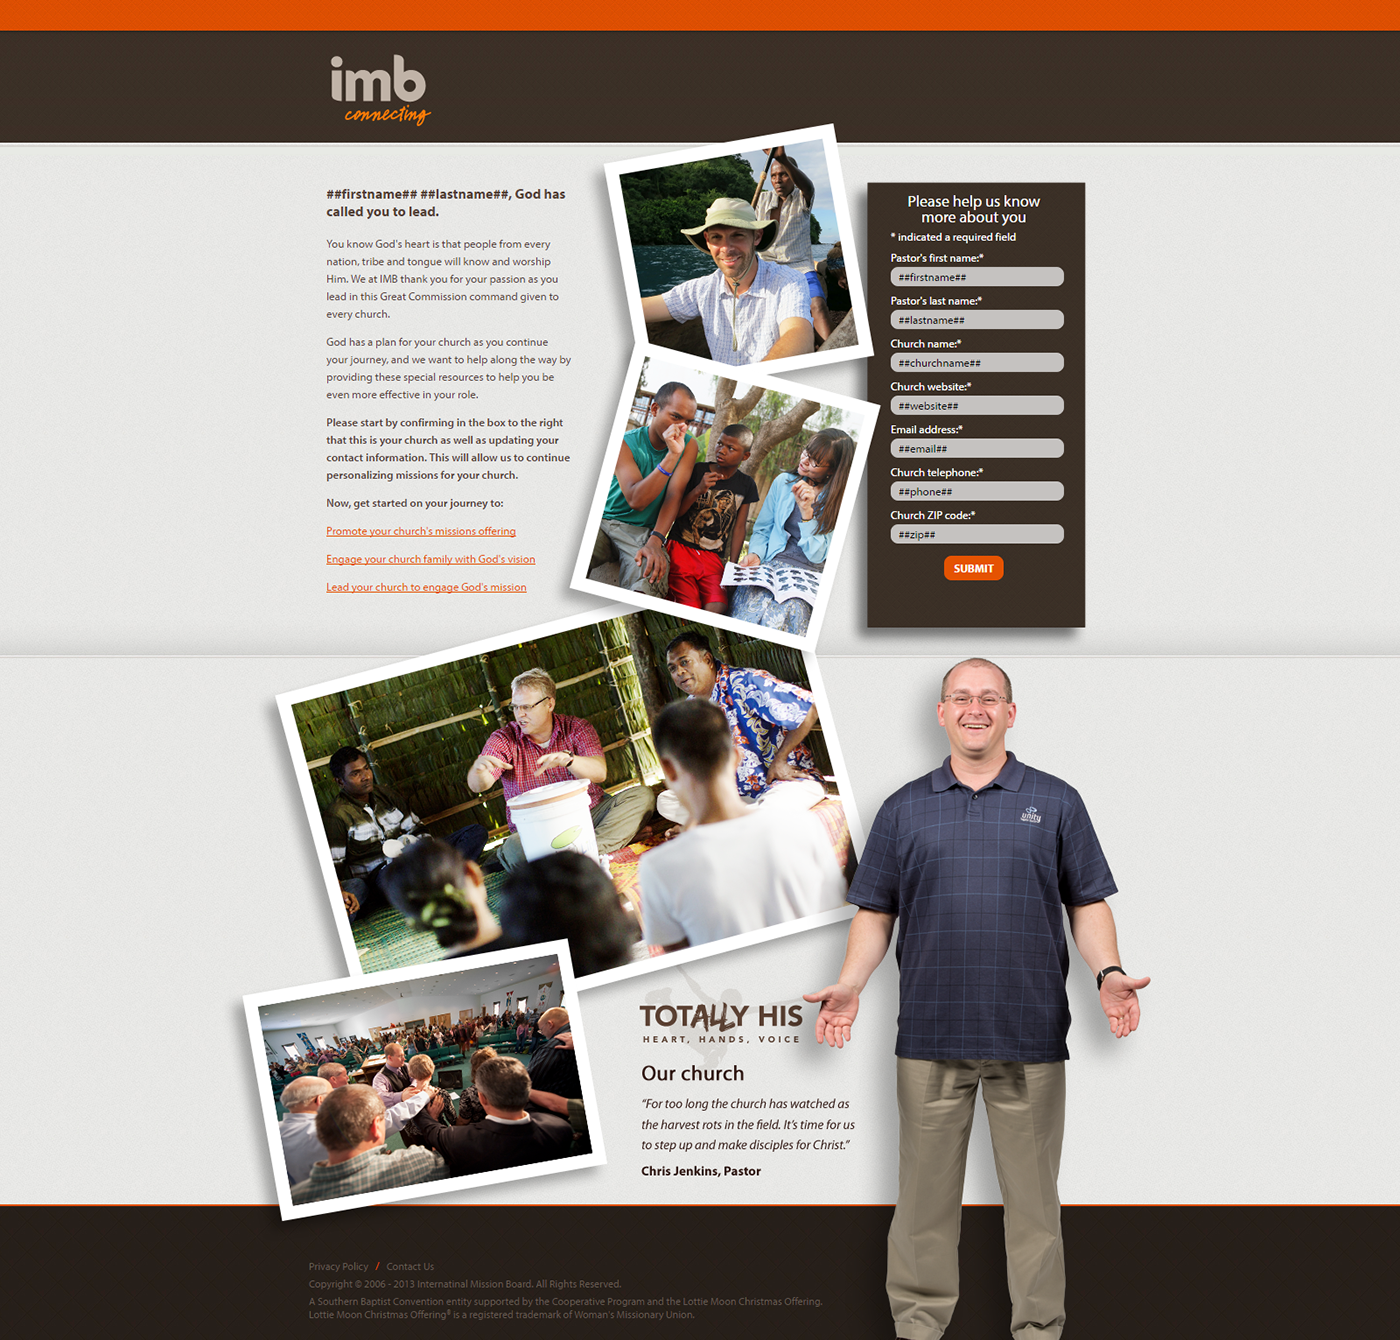 imb
connecting
##firstname## ##lastname##, God has
called you to lead.
You know God's heart is that people from every
nation, tribe and tongue will know and worship
Him. We at IMB thank you for your passion as you
lead in this Great Commission command given to
every church.
God has a plan for your church as you continue
your journey, and we want to help along the way by
providing these special resources to help you be
even more effective in your role.
Please start by confirming in the box to the right
that this is your church as well as updating your
contact information. This will allow us to continue
personalizing missions for your church.
Now, get started on your journey to:
Promote your church's missions offering
Engage your church family with God's vision
Lead your church to engage God's mission
Please help us know
more about you
* indicated a required field
Pastor's first name:*
##firstname##
Pastor's last name:*
##lastname##
Church name:*
##churchname##
Church website:*
##website##
Email address:*
##email##
Church telephone:*
##phone##
Church ZIP code:*
##zip##
SUBMIT
unity
TOTALLY HIS
HEART, HANDS, VOICE
Our church
“For too long the church has watched as
the harvest rots in the field. It’s time for us
to step up and make disciples for Christ.”
Chris Jenkins, Pastor
Privacy Policy / Contact Us
Copyright © 2006 - 2013 Internatinal Mission Board. All Rights Reserved.
A Southern Baptist Convention entity supported by the Cooperative Program and the Lottie Moon Christmas Offering.
Lottie Moon Christmas Offering® is a registered trademark of Woman's Missionary Union.